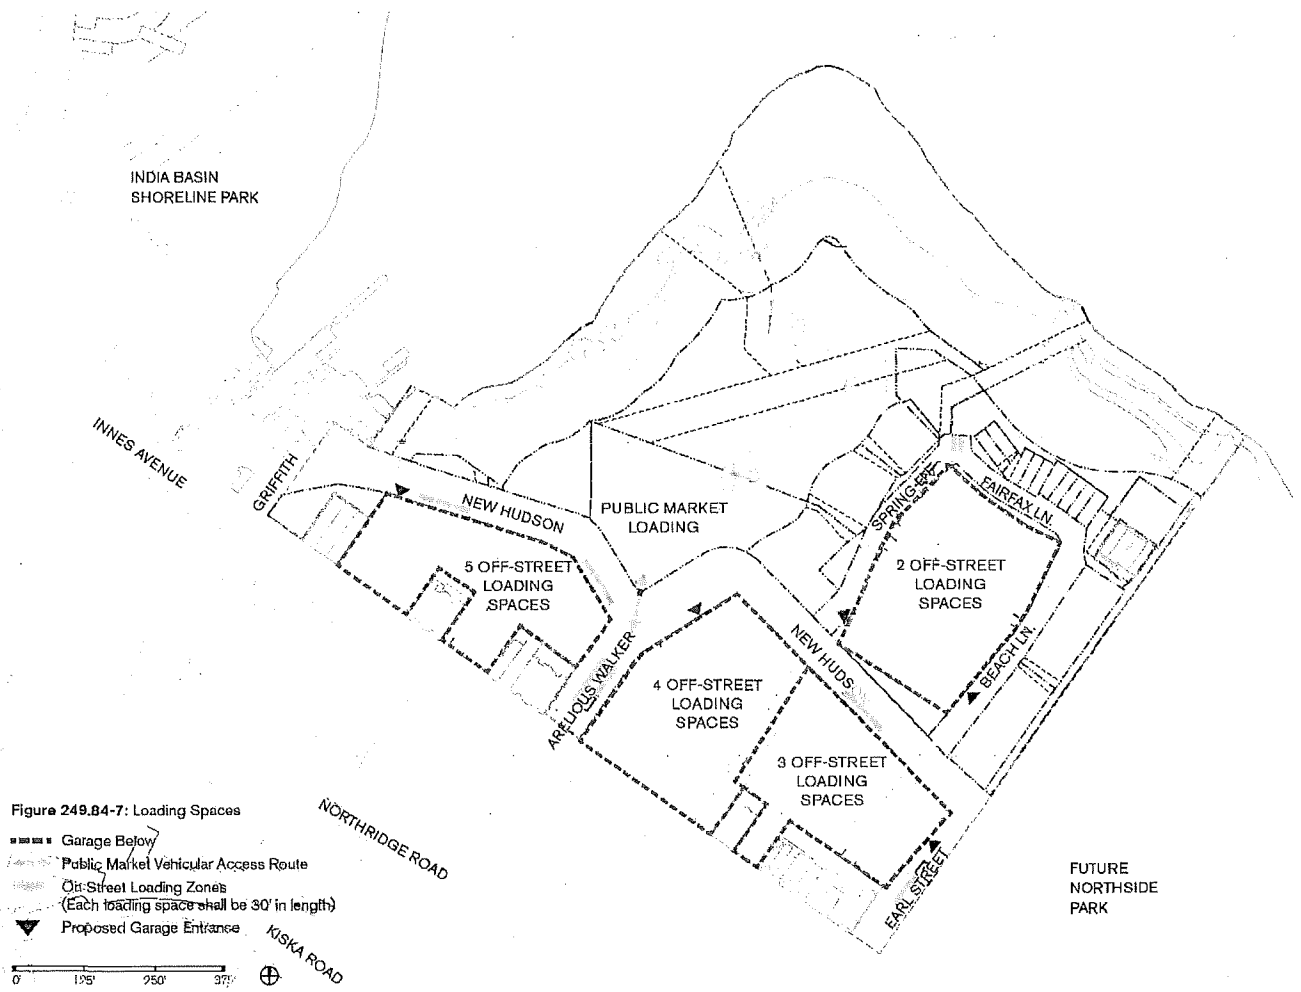 INDIA BASIN
SHORELINE PARK
INNES AVENUE
GRIFFITH
NEW HUDSON
PUBLIC MARKET
LOADING
SPRING LN.
FAIRFAX LN.
5 OFF-STREET
LOADING
SPACES
2 OFF-STREET
LOADING
SPACES
ARELIOUS WALKER
NEW HUDS
BEACH LN.
4 OFF-STREET
LOADING
SPACES
3 OFF-STREET
LOADING
SPACES
EARL STREET
NORTHRIDGE ROAD
KISKA ROAD
FUTURE
NORTHSIDE
PARK
Figure 249.84-7: Loading Spaces
Garage Below
Public Market Vehicular Access Route
On-Street Loading Zones
(Each loading space shall be 30' in length)
Proposed Garage Entrance
0' 125' 250' 375'